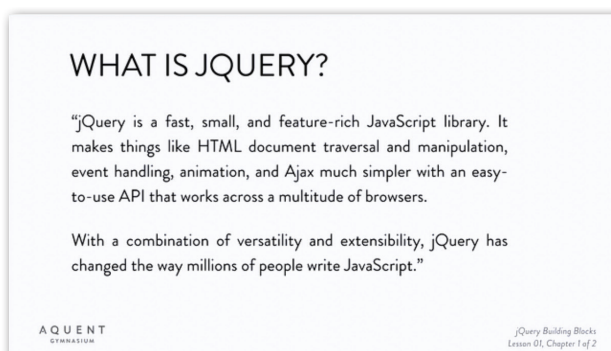 WHAT IS JQUERY?
“jQuery is a fast, small, and feature-rich JavaScript library. It
makes things like HTML document traversal and manipulation,
event handling, animation, and Ajax much simpler with an easy-
to-use API that works across a multitude of browsers.
With a combination of versatility and extensibility, jQuery has
changed the way millions of people write JavaScript.”
AQUENT
GYMNASIUM
jQuery Building Blocks
Lesson 01, Chapter 1 of 2